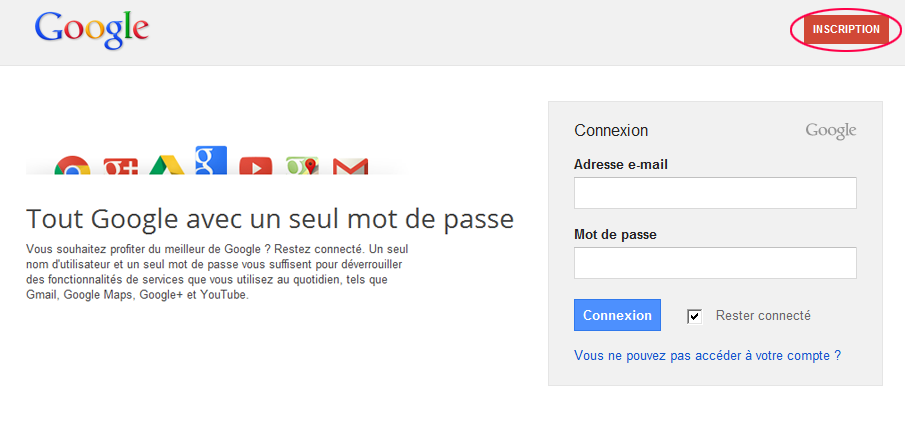 Google
INSCRIPTION
Tout Google avec un seul mot de passe
Vous souhaitez profiter du meilleur de Google ? Restez connecté. Un seul
nom d'utilisateur et un seul mot de passe vous suffisent pour déverrouiller
des fonctionnalités de services que vous utilisez au quotidien, tels que
Gmail, Google Maps, Google+ et YouTube.
Connexion
Google
Adresse e-mail
Mot de passe
Connexion
Rester connecté
Vous ne pouvez pas accéder à votre compte ?